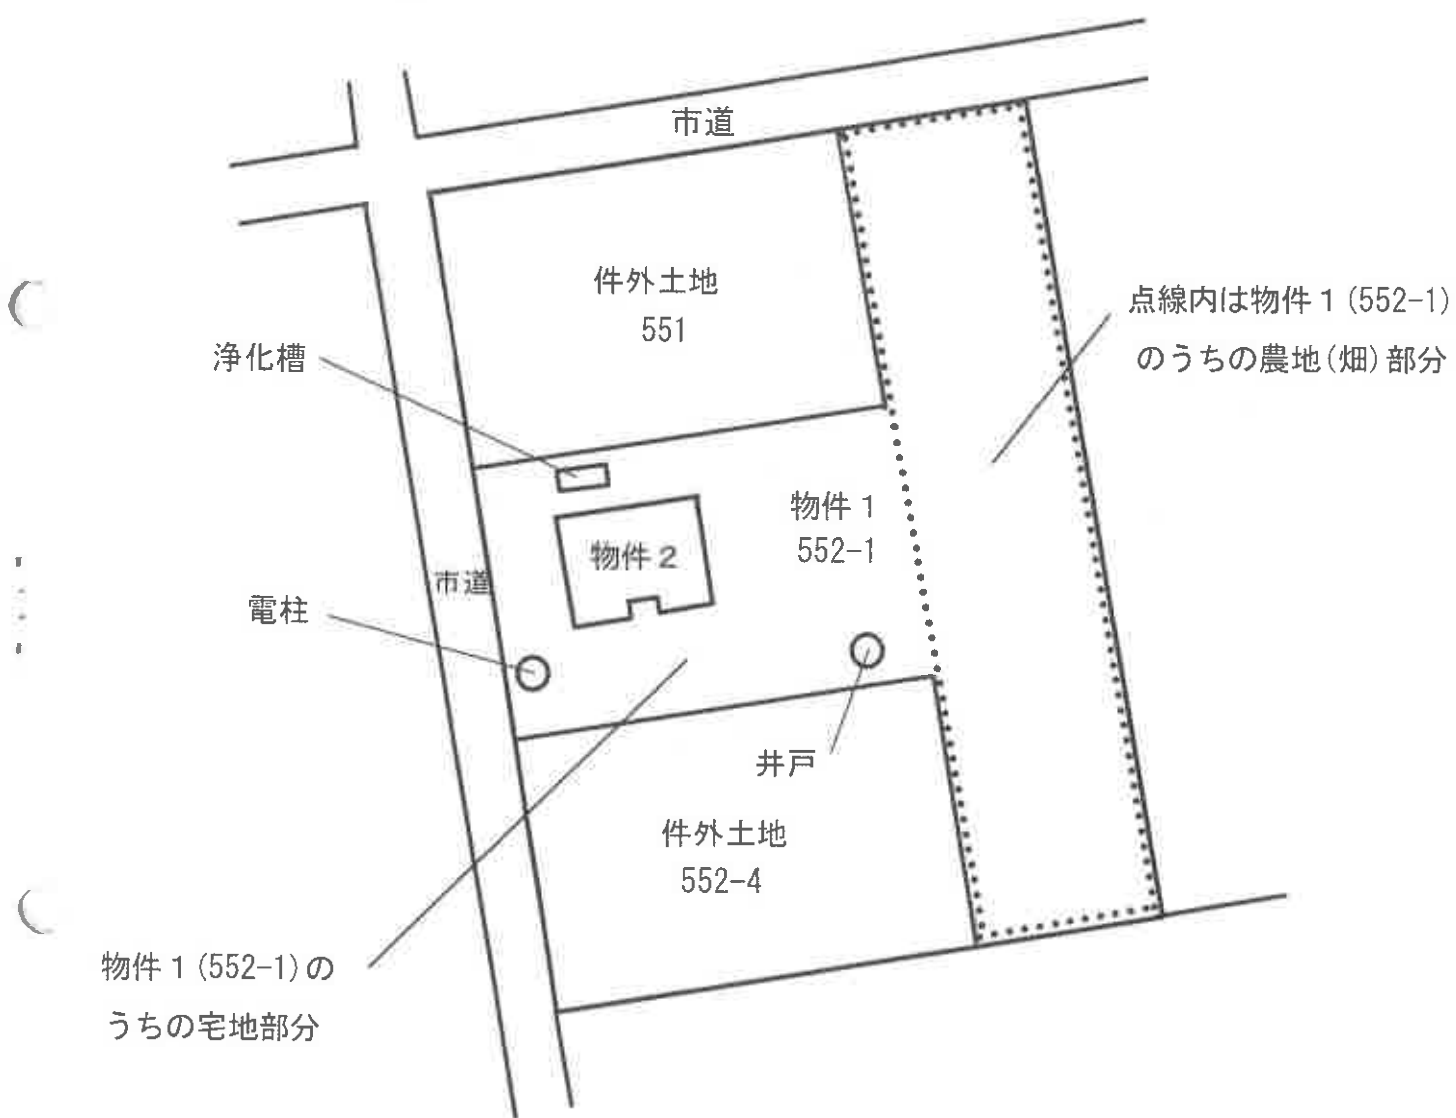 市道
件外土地
551
点線内は物件1(552-1)
のうちの農地(畑)部分
浄化槽
物件1
552-1
物件2
市道
電柱
井戸
件外土地
552-4
物件1(552-1)の
うちの宅地部分